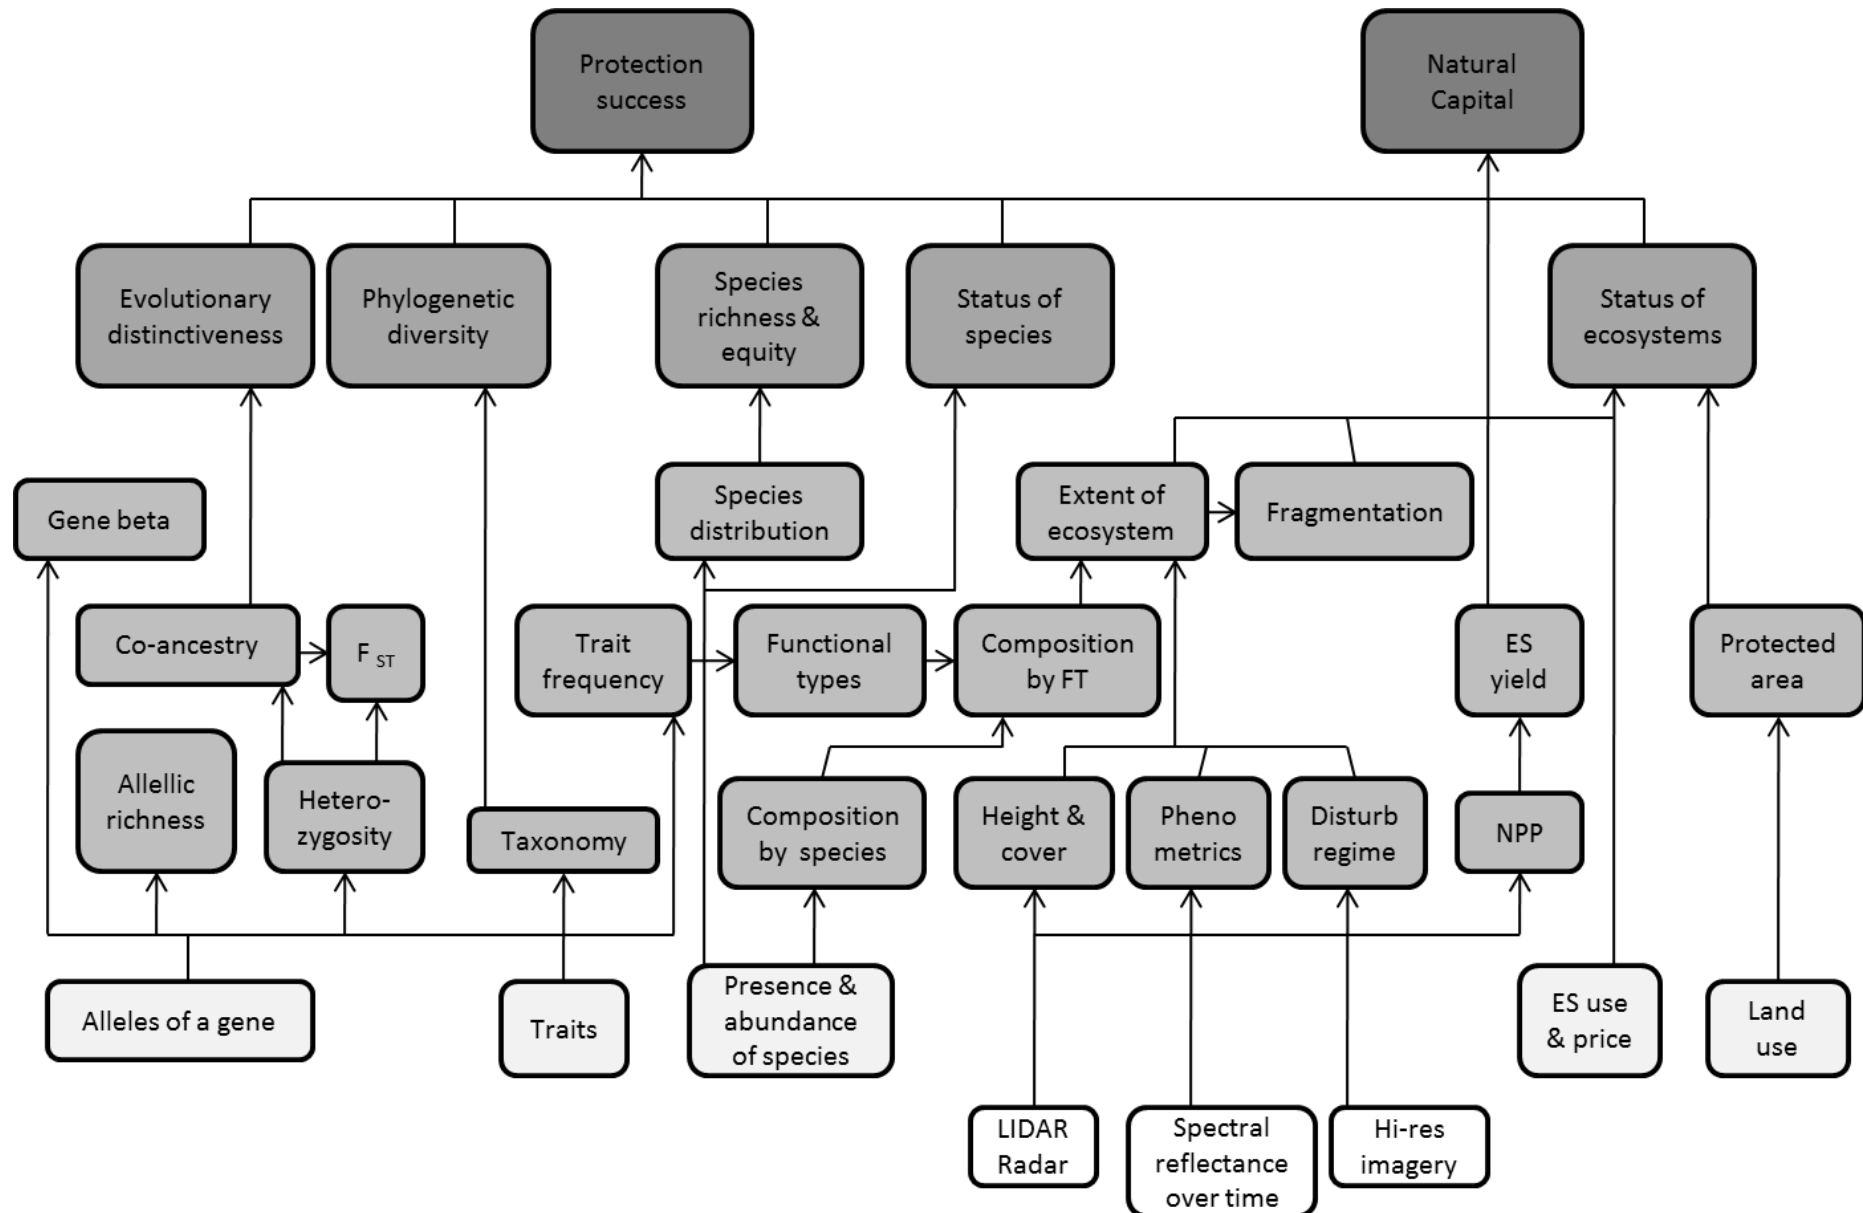 Protection
success
Natural
Capital
Evolutionary
distinctiveness
Phylogenetic
diversity
Species
richness &
equity
Status of
species
Status of
ecosystems
Gene beta
Species
distribution
Extent of
ecosystem
Fragmentation
Co-ancestry
F ST
Trait
frequency
Functional
types
Composition
by FT
ES
yield
Protected
area
Allellic
richness
Hetero-
zygosity
Taxonomy
Composition
by species
Height &
cover
Pheno
metrics
Disturb
regime
NPP
Alleles of a gene
Traits
Presence &
abundance
of species
ES use
& price
Land
use
LIDAR
Radar
Spectral
reflectance
over time
Hi-res
imagery